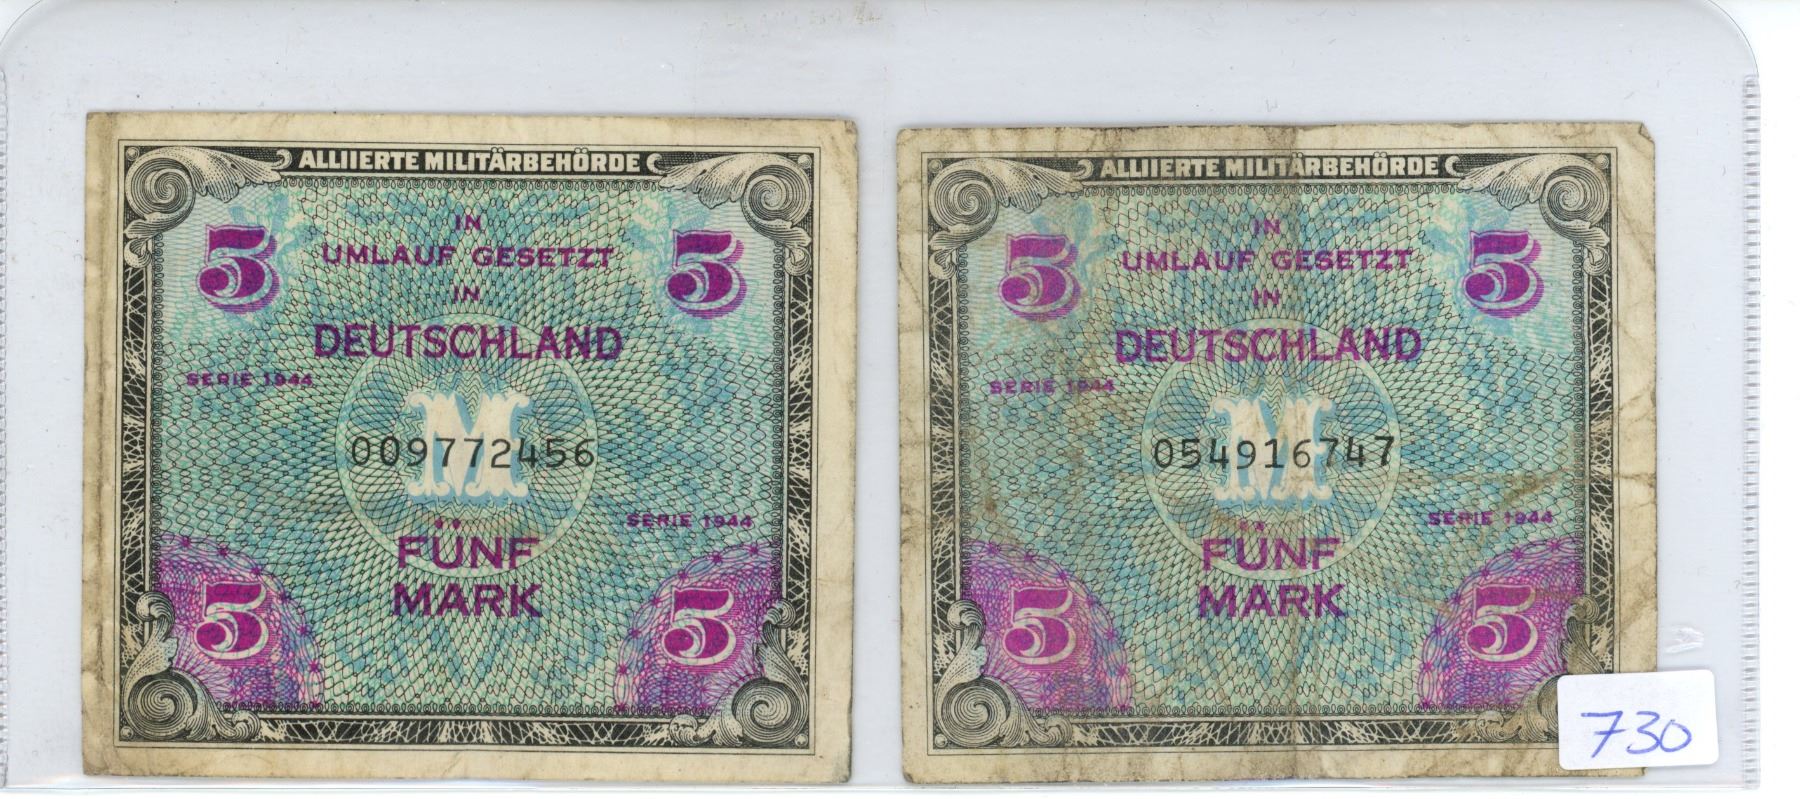 ALLIIERTE MILITÄRBEHÖRDE
5 5
IN
UMLAUF GESETZT
IN
DEUTSCHLAND
SERIE 1944
M
009772456
SERIE 1944
FÜNF
MARK
5 5
ALLIIERTE MILITÄRBEHÖRDE
5 5
IN
UMLAUF GESETZT
IN
DEUTSCHLAND
SERIE 1944
M
054916747
SERIE 1944
FÜNF
MARK
5 5
730